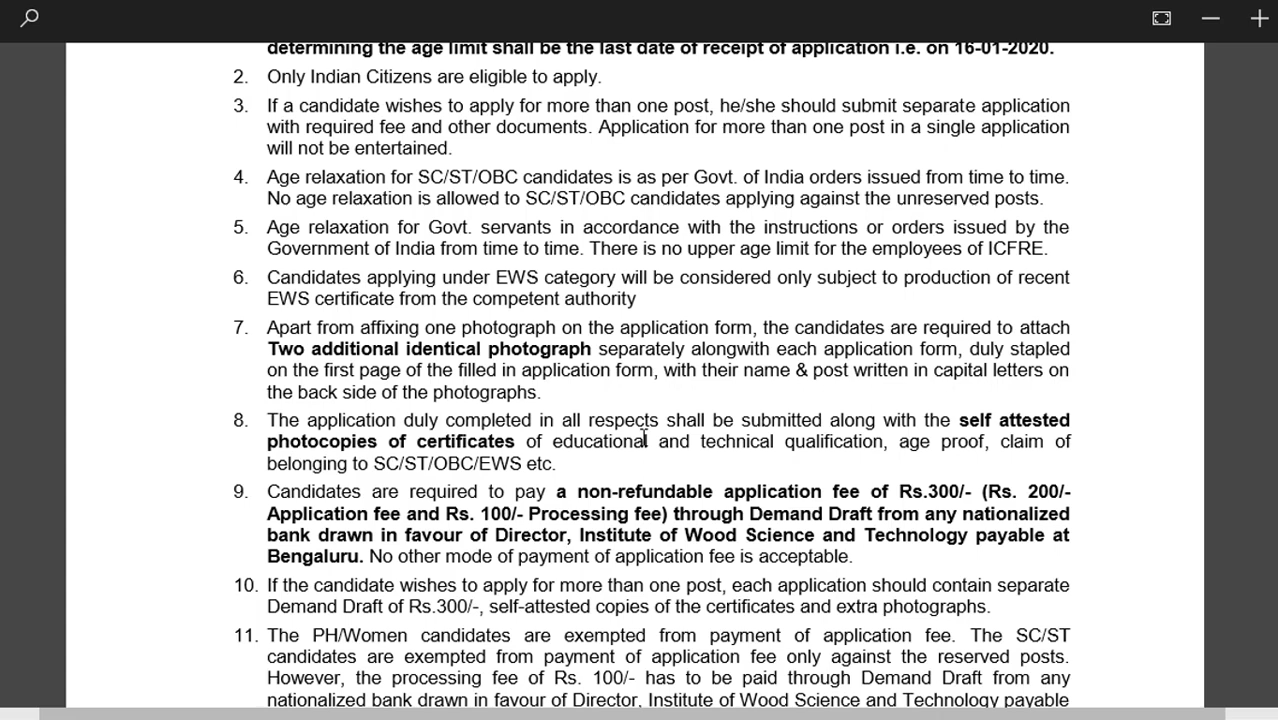 determining the age limit shall be the last date of receipt of application i.e. on 16-01-2020.
2. Only Indian Citizens are eligible to apply.
3. If a candidate wishes to apply for more than one post, he/she should submit separate application
with required fee and other documents. Application for more than one post in a single application
will not be entertained.
4. Age relaxation for SC/ST/OBC candidates is as per Govt. of India orders issued from time to time.
No age relaxation is allowed to SC/ST/OBC candidates applying against the unreserved posts.
5. Age relaxation for Govt. servants in accordance with the instructions or orders issued by the
Government of India from time to time. There is no upper age limit for the employees of ICFRE.
6. Candidates applying under EWS category will be considered only subject to production of recent
EWS certificate from the competent authority
7. Apart from affixing one photograph on the application form, the candidates are required to attach
Two additional identical photograph separately alongwith each application form, duly stapled
on the first page of the filled in application form, with their name & post written in capital letters on
the back side of the photographs.
8. The application duly completed in all respects shall be submitted along with the self attested
photocopies of certificates of educational and technical qualification, age proof, claim of
belonging to SC/ST/OBC/EWS etc.
9. Candidates are required to pay a non-refundable application fee of Rs.300/- (Rs. 200/-
Application fee and Rs. 100/- Processing fee) through Demand Draft from any nationalized
bank drawn in favour of Director, Institute of Wood Science and Technology payable at
Bengaluru. No other mode of payment of application fee is acceptable.
10. If the candidate wishes to apply for more than one post, each application should contain separate
Demand Draft of Rs.300/-, self-attested copies of the certificates and extra photographs.
11. The PH/Women candidates are exempted from payment of application fee. The SC/ST
candidates are exempted from payment of application fee only against the reserved posts.
However, the processing fee of Rs. 100/- has to be paid through Demand Draft from any
nationalized bank drawn in favour of Director, Institute of Wood Science and Technology payable